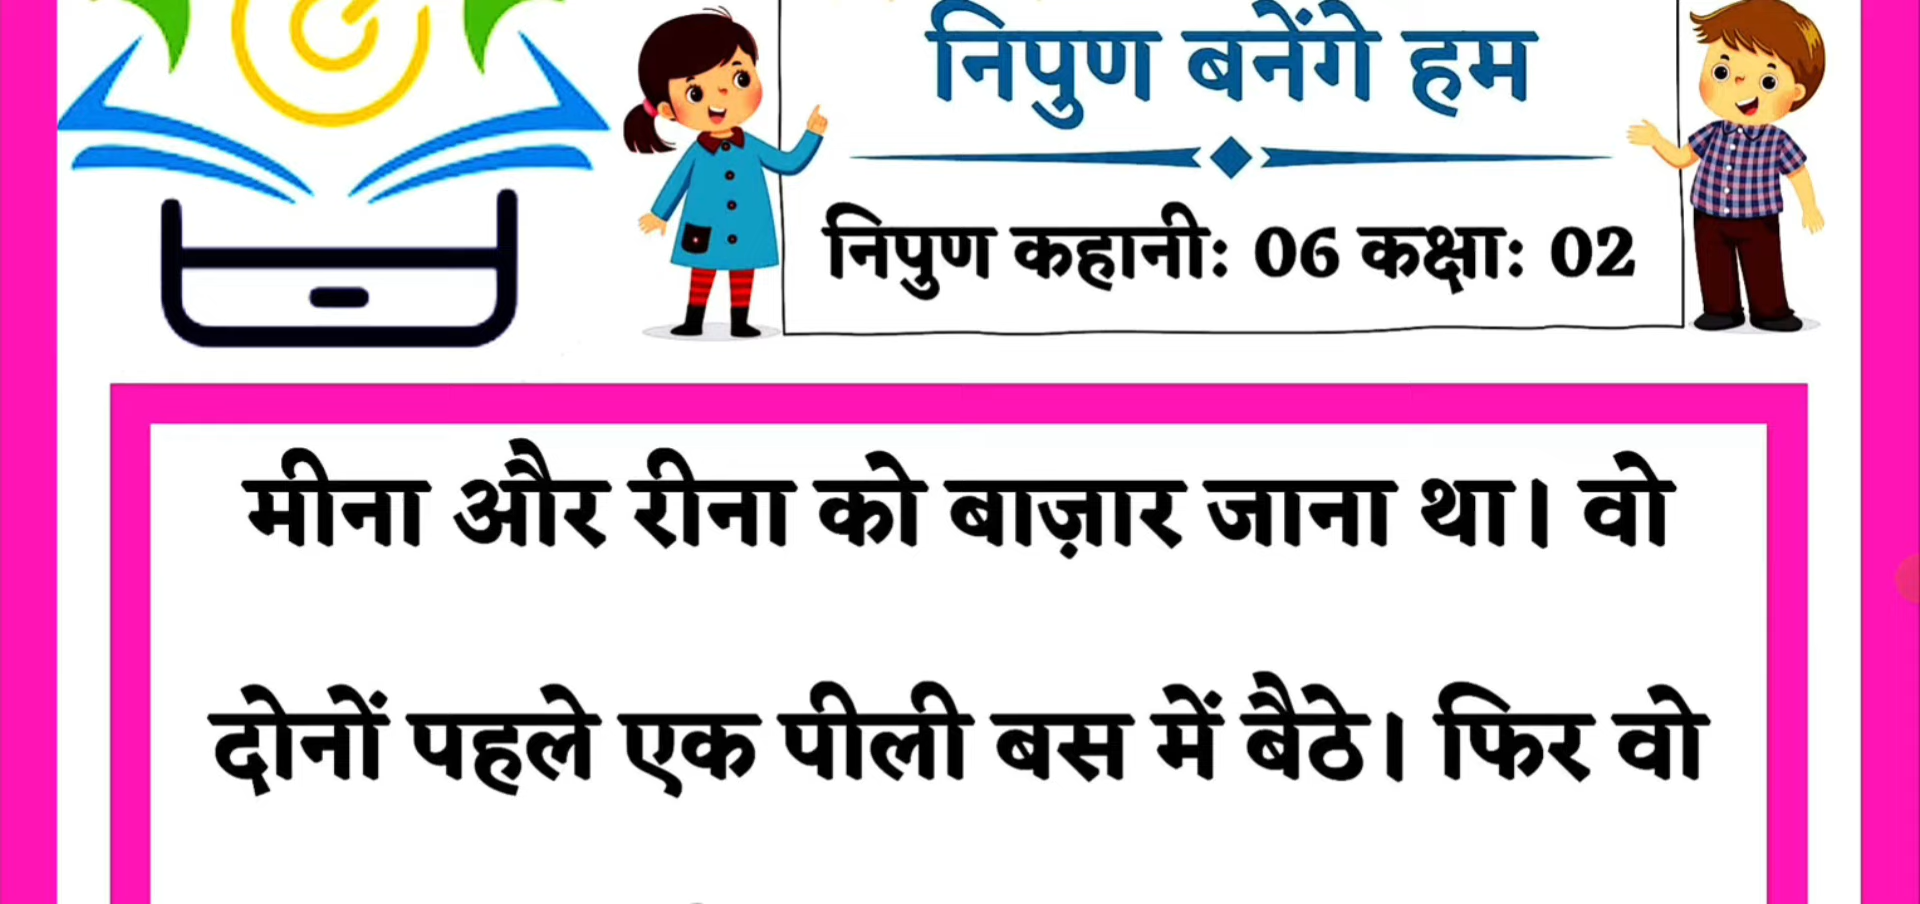 निपुण बनेंगे हम
निपुण कहानी: 06 कक्षा: 02
मीना और रीना को बाज़ार जाना था। वो
दोनों पहले एक पीली बस में बैठे। फिर वो